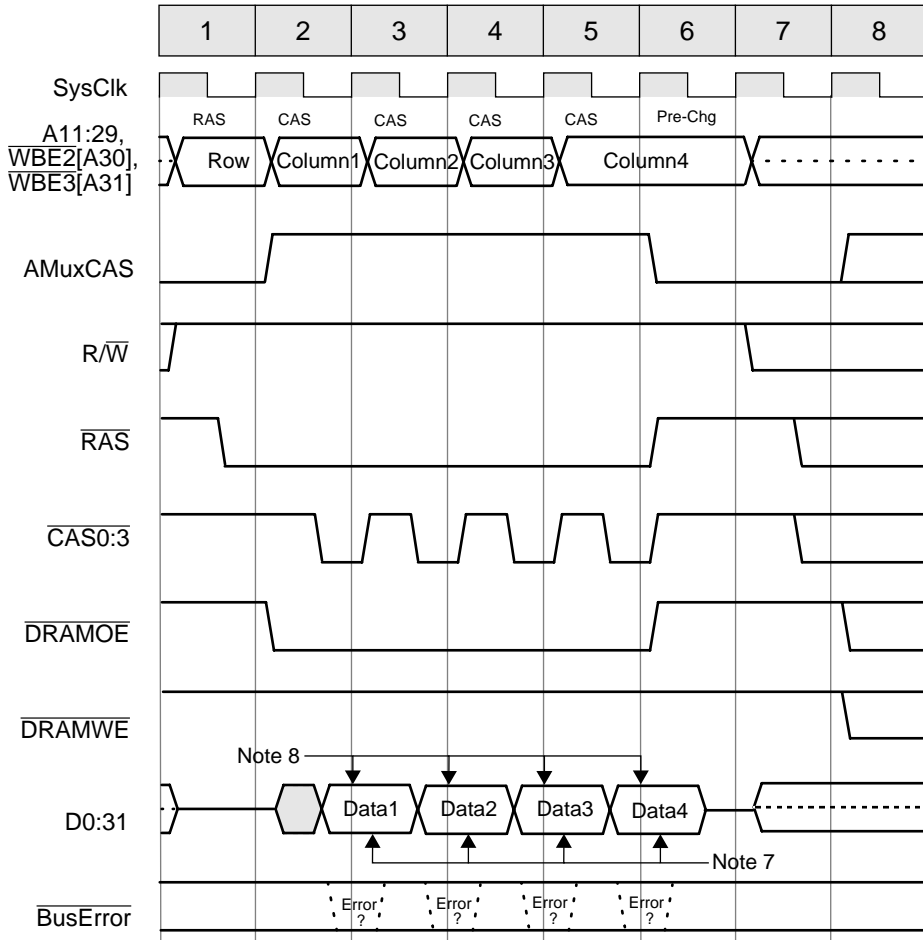 1 2 3 4 5 6 7 8
SysClk
RAS CAS CAS CAS CAS Pre-Chg
A11:29,
WBE2[A30],
WBE3[A31]
Row Column1 Column2 Column3 Column4
AMuxCAS
R/W
RAS
CAS0:3
DRAMOE
DRAMWE
Note 8
D0:31
Data1 Data2 Data3 Data4
Note 7
BusError
Error Error Error Error
? ? ? ?